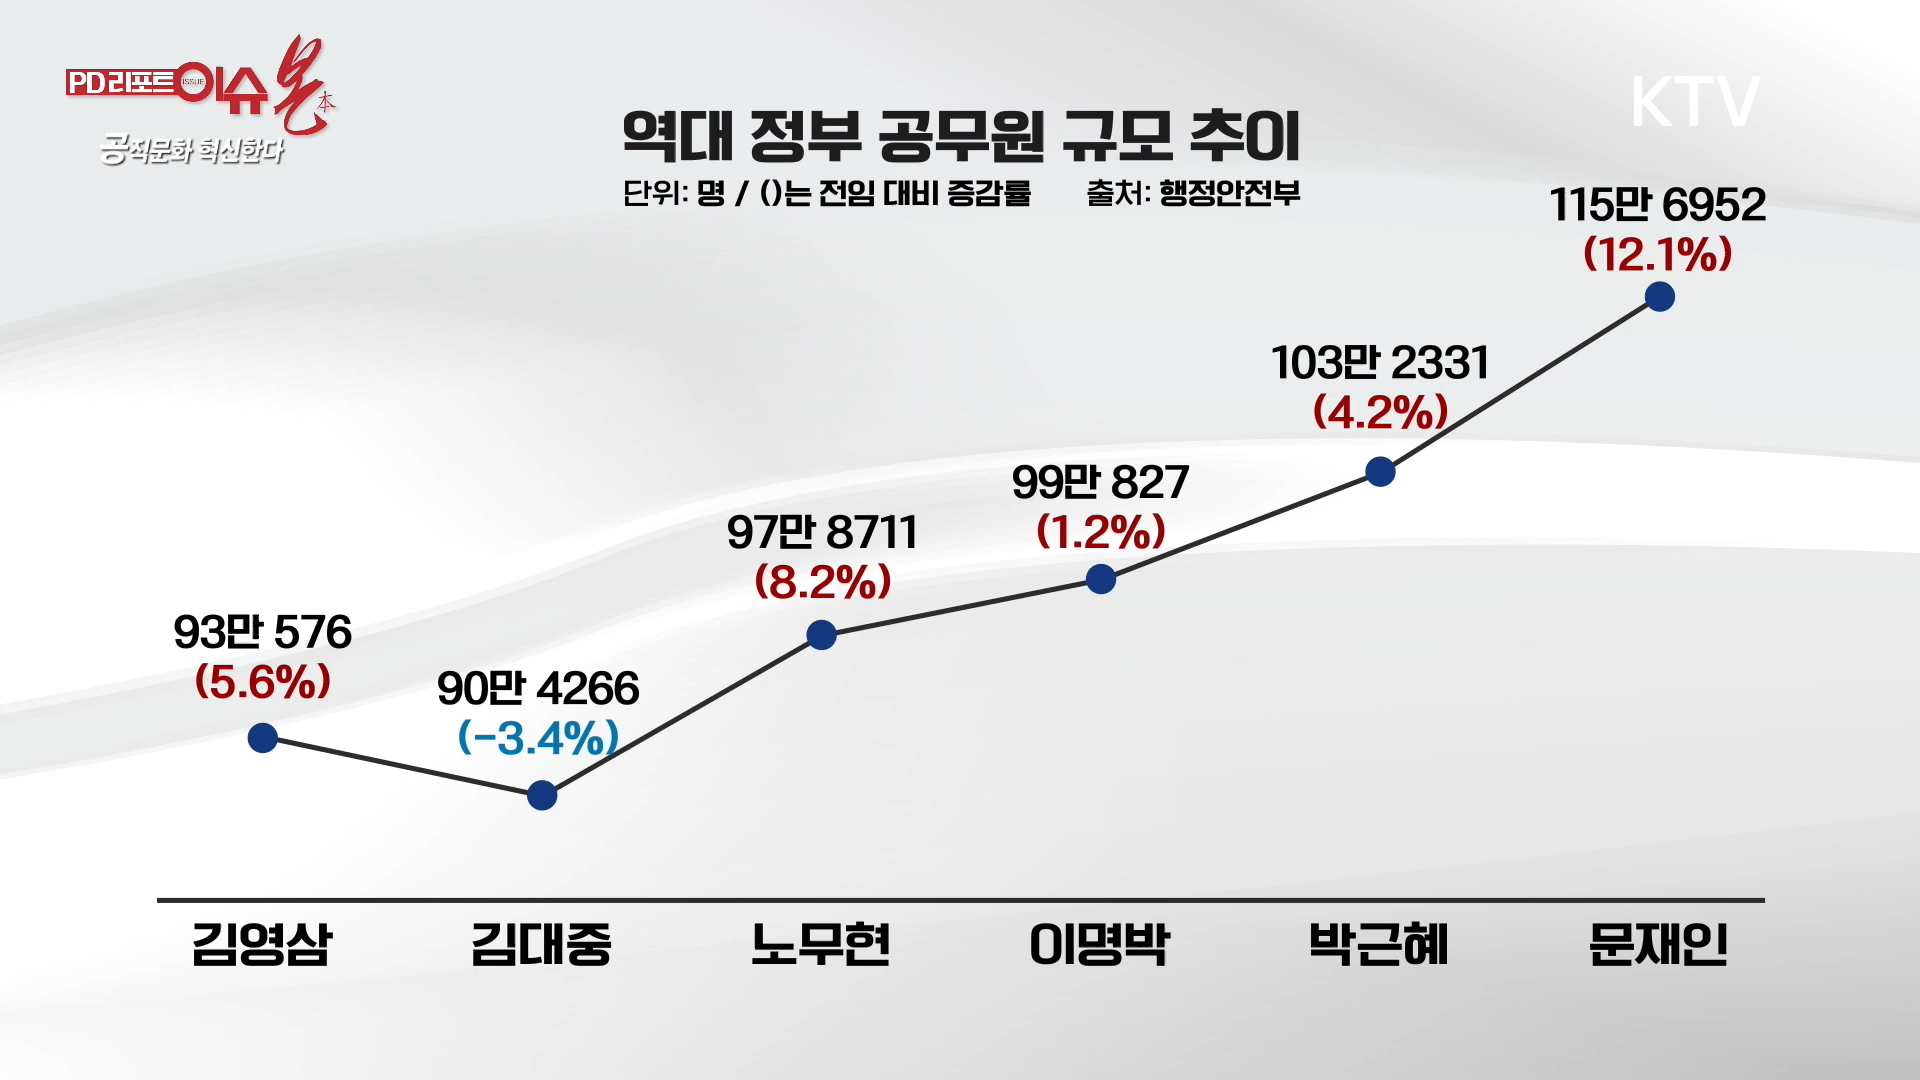 PD리포트 이슈 본 本
ISSUE
공직문화 혁신한다
KTV
역대 정부 공무원 규모 추이
단위: 명 / ()는 전임 대비 증감률 출처: 행정안전부
93만 576
(5.6%)
90만 4266
(-3.4%)
97만 8711
(8.2%)
99만 827
(1.2%)
103만 2331
(4.2%)
115만 6952
(12.1%)
김영삼 김대중 노무현 이명박 박근혜 문재인